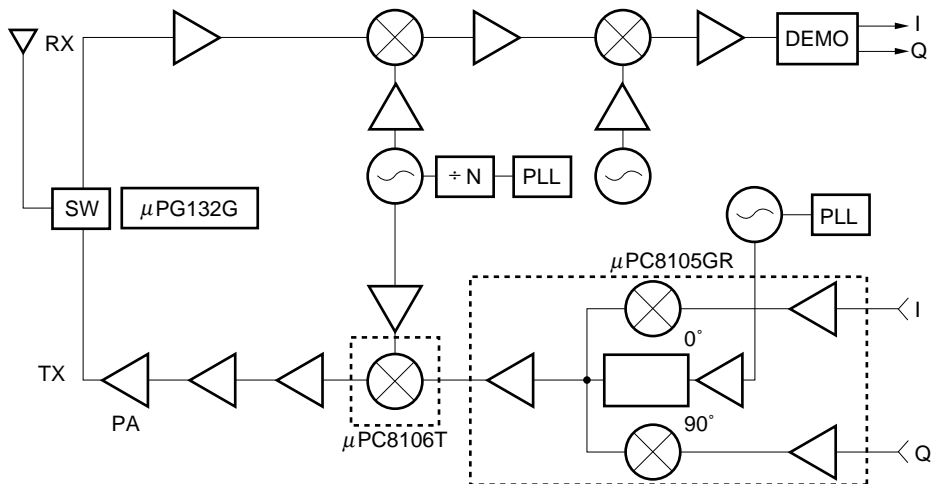 RX
DEMO
I
Q
÷ N
PLL
SW
µPG132G
PLL
µPC8105GR
I
0°
TX
PA
µPC8106T
90°
Q